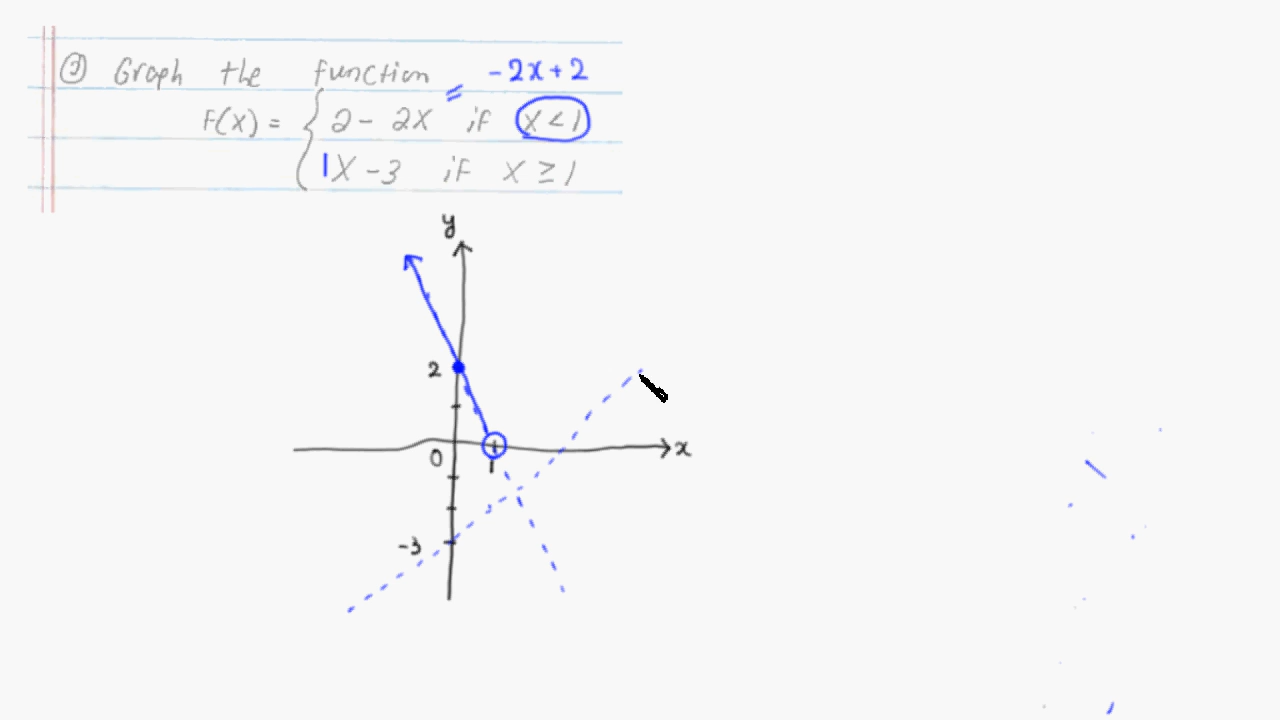 ③ Graph the function
-2x+2
F(x) = { 2 - 2X if X < 1
1X - 3 if X ≥ 1
y
2
0
1
x
-3